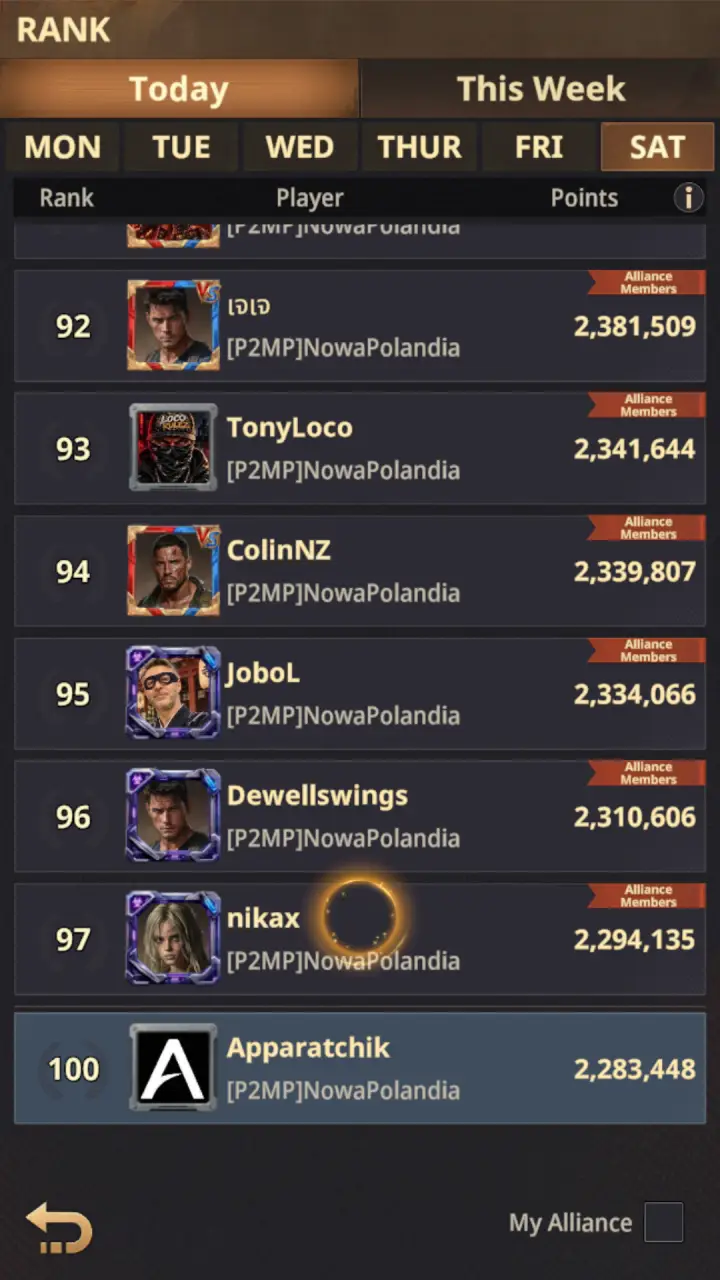 RANK
Today
This Week
MON
TUE
WED
THUR
FRI
SAT
Rank
Player
Points
[P2MP]NowaPolandia
92
เจเจ
[P2MP]NowaPolandia
Alliance
Members
2,381,509
93
TonyLoco
[P2MP]NowaPolandia
Alliance
Members
2,341,644
94
ColinNZ
[P2MP]NowaPolandia
Alliance
Members
2,339,807
95
JoboL
[P2MP]NowaPolandia
Alliance
Members
2,334,066
96
Dewellswings
[P2MP]NowaPolandia
Alliance
Members
2,310,606
97
nikax
[P2MP]NowaPolandia
Alliance
Members
2,294,135
100
Apparatchik
[P2MP]NowaPolandia
2,283,448
My Alliance